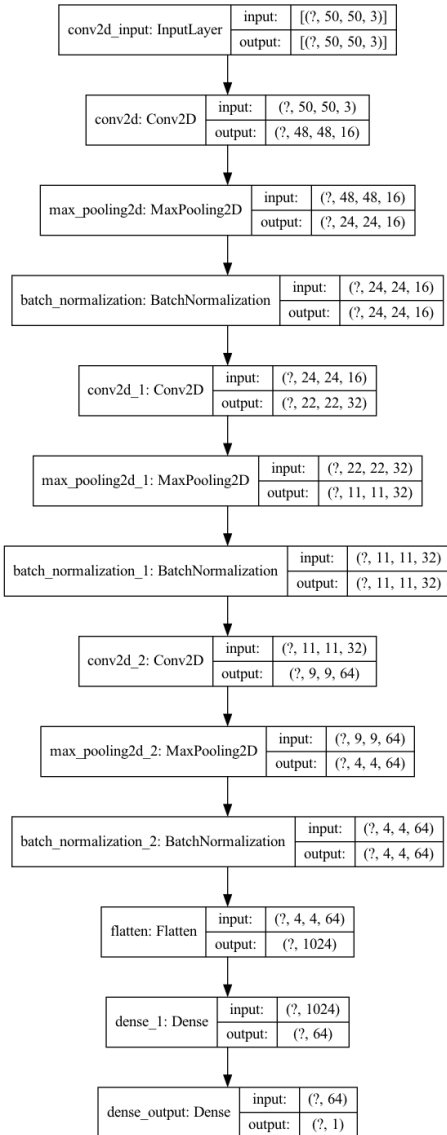 conv2d_input: InputLayer
input: [(?, 50, 50, 3)]
output: [(?, 50, 50, 3)]
conv2d: Conv2D
input: (?, 50, 50, 3)
output: (?, 48, 48, 16)
max_pooling2d: MaxPooling2D
input: (?, 48, 48, 16)
output: (?, 24, 24, 16)
batch_normalization: BatchNormalization
input: (?, 24, 24, 16)
output: (?, 24, 24, 16)
conv2d_1: Conv2D
input: (?, 24, 24, 16)
output: (?, 22, 22, 32)
max_pooling2d_1: MaxPooling2D
input: (?, 22, 22, 32)
output: (?, 11, 11, 32)
batch_normalization_1: BatchNormalization
input: (?, 11, 11, 32)
output: (?, 11, 11, 32)
conv2d_2: Conv2D
input: (?, 11, 11, 32)
output: (?, 9, 9, 64)
max_pooling2d_2: MaxPooling2D
input: (?, 9, 9, 64)
output: (?, 4, 4, 64)
batch_normalization_2: BatchNormalization
input: (?, 4, 4, 64)
output: (?, 4, 4, 64)
flatten: Flatten
input: (?, 4, 4, 64)
output: (?, 1024)
dense_1: Dense
input: (?, 1024)
output: (?, 64)
dense_output: Dense
input: (?, 64)
output: (?, 1)